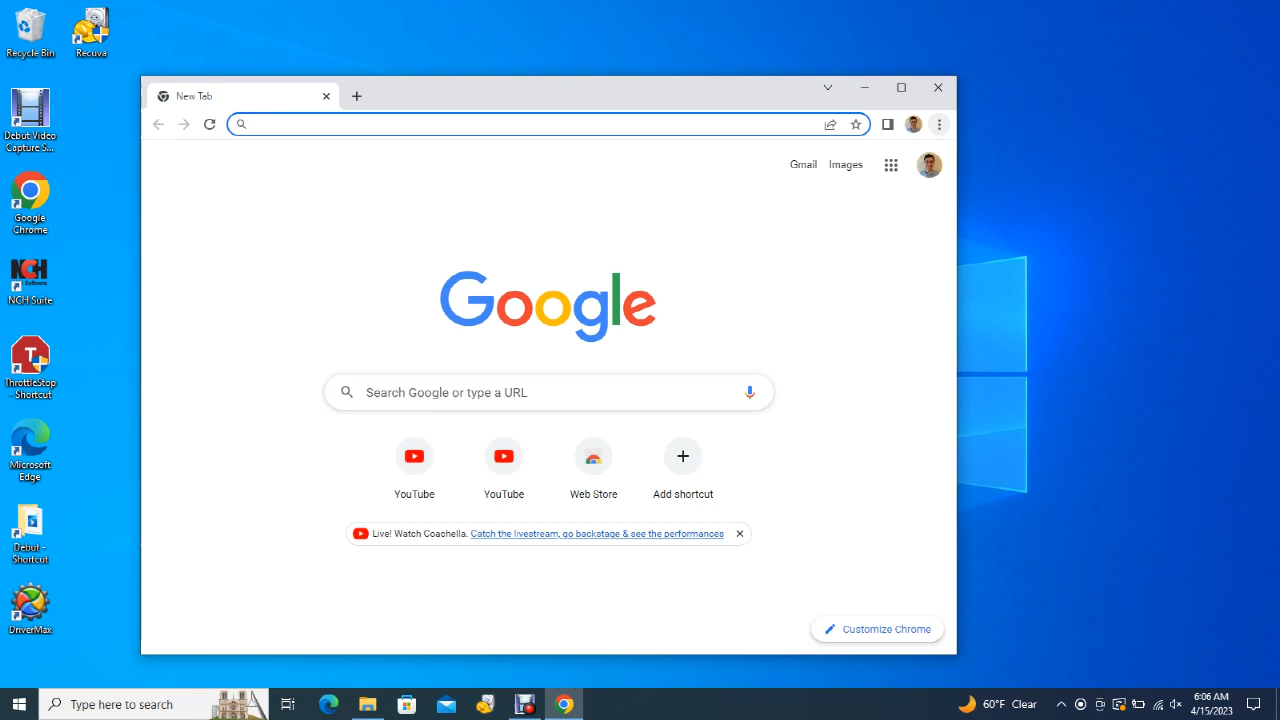 Recycle Bin
Recuva
Debut Video
Capture S...
Google
Chrome
NCH
Software
NCH Suite
T
ThrottleStop
- Shortcut
Microsoft
Edge
Debut -
Shortcut
DriverMax
New Tab
Gmail Images
Google
Search Google or type a URL
YouTube YouTube Web Store Add shortcut
Live! Watch Coachella. Catch the livestream, go backstage & see the performances
Customize Chrome
Type here to search
60°F Clear
6:06 AM
4/15/2023